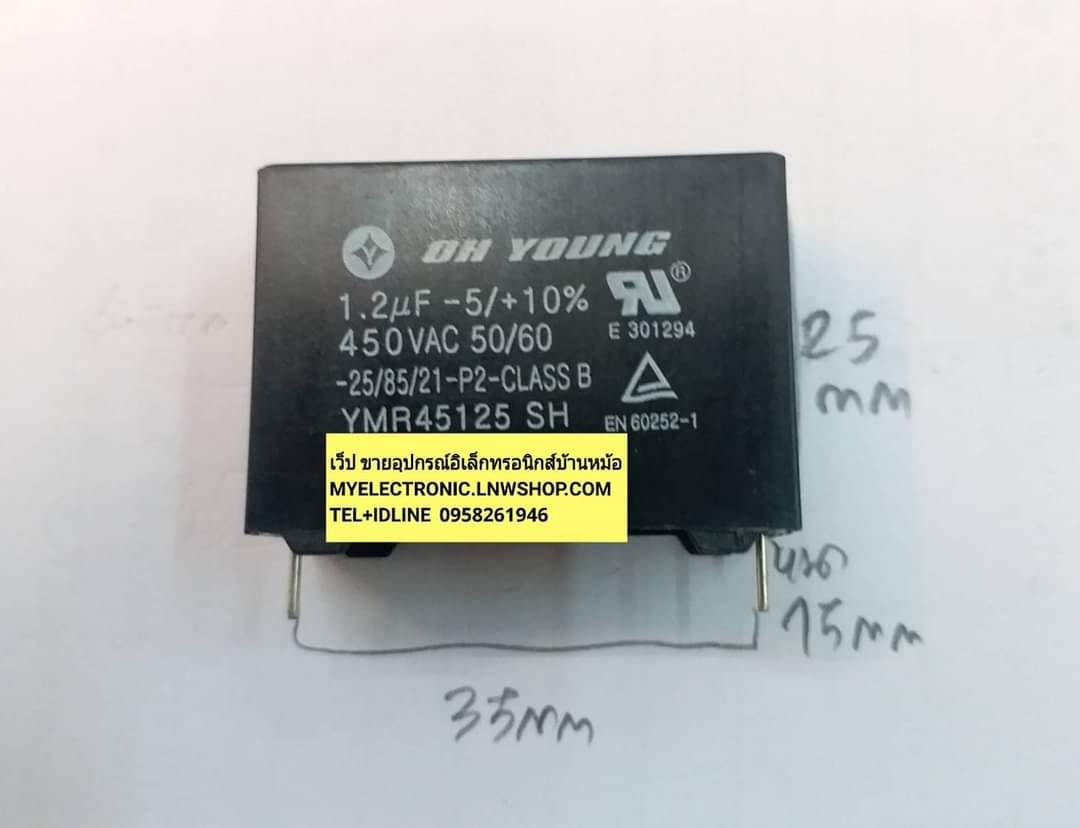 OH YOUNG
1.2μF -5/+10%
450VAC 50/60
-25/85/21-P2-CLASS B
YMR45125 SH
®
E 301294
EN 60252-1
เว็ป ขายอุปกรณ์อิเล็กทรอนิกส์บ้านหม้อ
MYELECTRONIC.LNWSHOP.COM
TEL+IDLINE 0958261946
25
mm
15mm
35mm